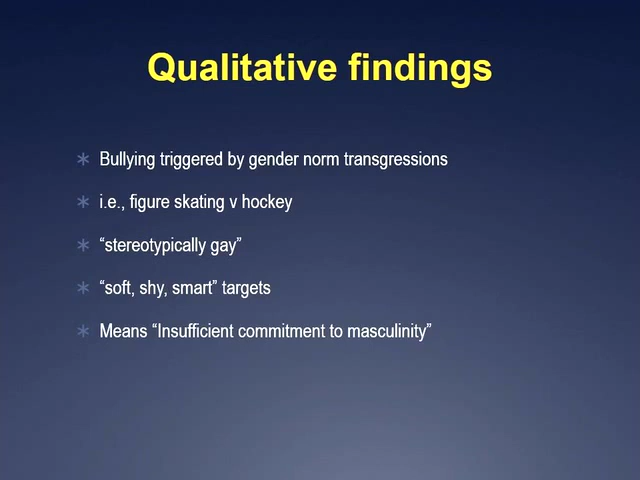 Qualitative findings
Bullying triggered by gender norm transgressions
i.e., figure skating v hockey
“stereotypically gay”
“soft, shy, smart” targets
Means “Insufficient commitment to masculinity”